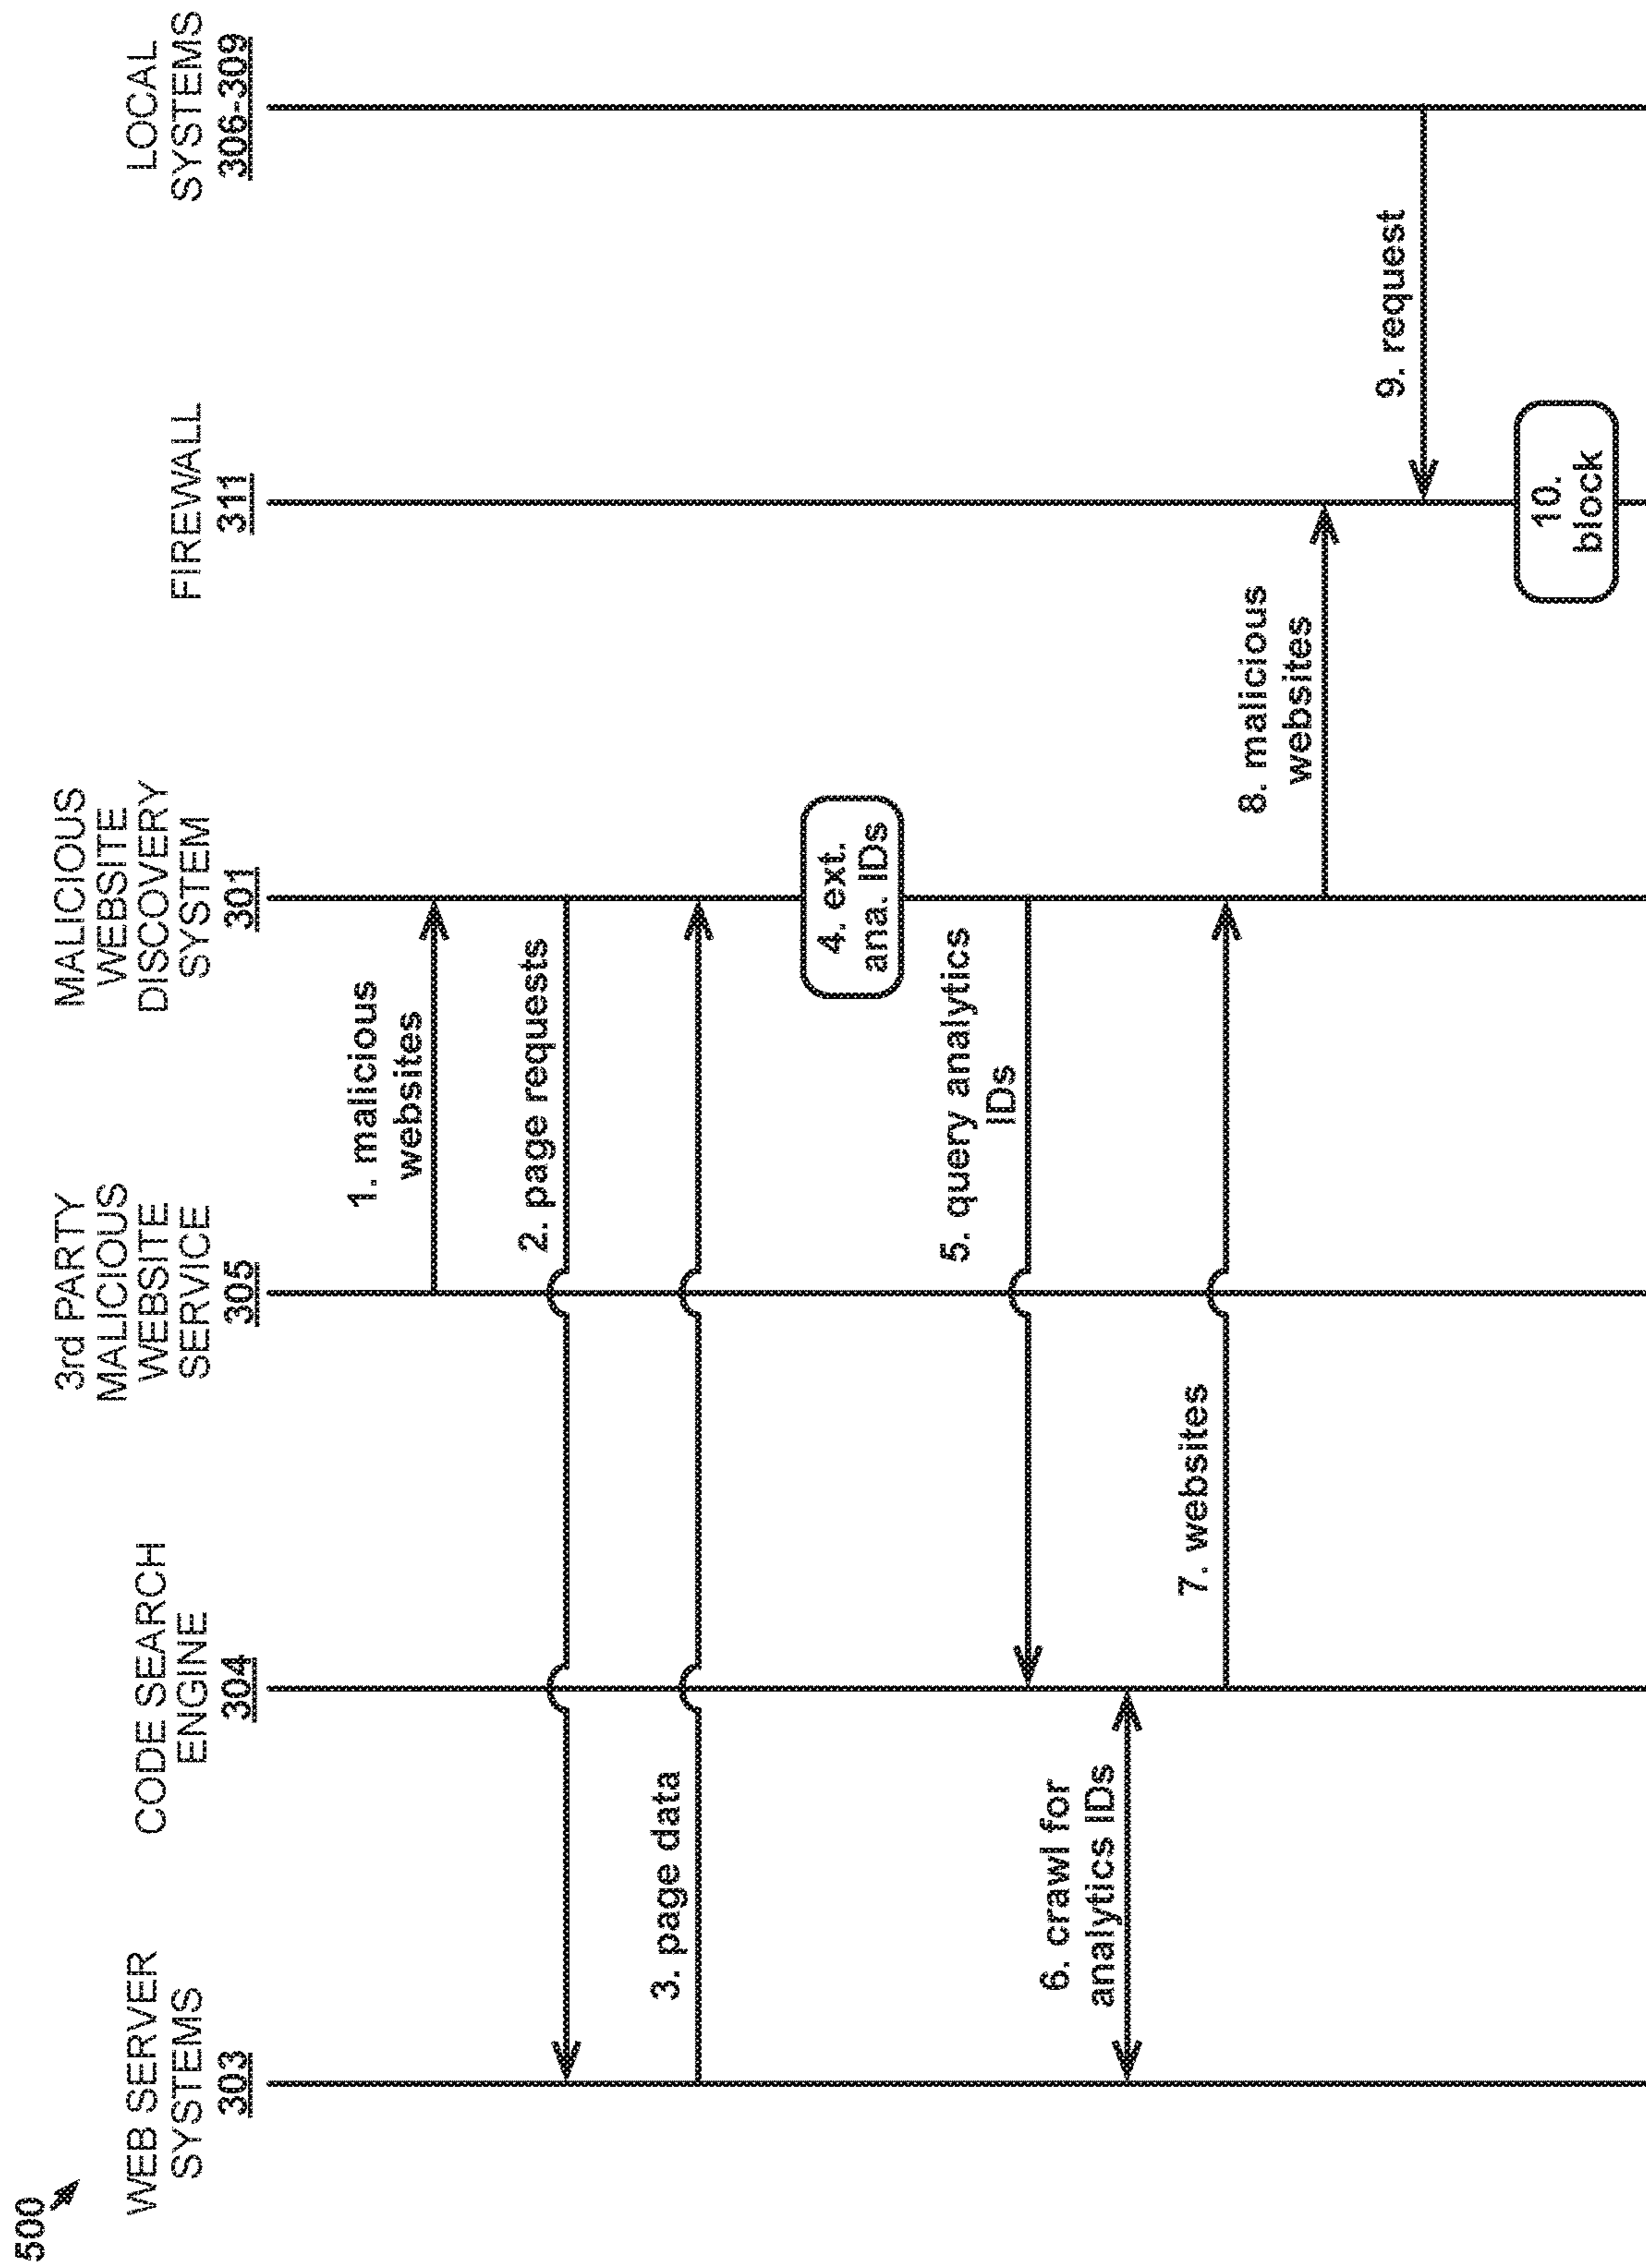 500
WEB SERVER
SYSTEMS
303
CODE SEARCH
ENGINE
304
3rd PARTY
MALICIOUS
WEBSITE
SERVICE
305
MALICIOUS
WEBSITE
DISCOVERY
SYSTEM
301
FIREWALL
311
LOCAL
SYSTEMS
306-309
1. malicious
websites
2. page requests
3. page data
4. ext.
ana. IDs
5. query analytics
IDs
6. crawl for
analytics IDs
7. websites
8. malicious
websites
9. request
10.
block